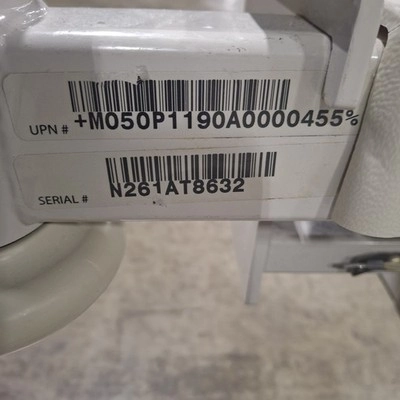 UPN # +M050P1190A0000455%
SERIAL # N261AT8632